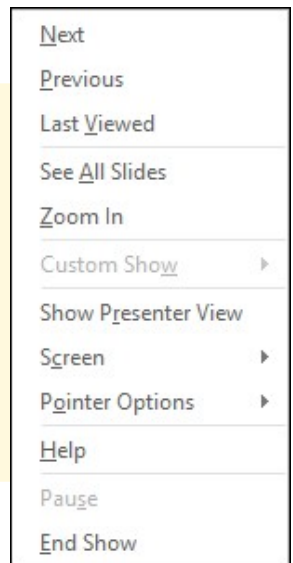 Next
Previous
Last Viewed
See All Slides
Zoom In
Custom Show
Show Presenter View
Screen
Pointer Options
Help
Pause
End Show